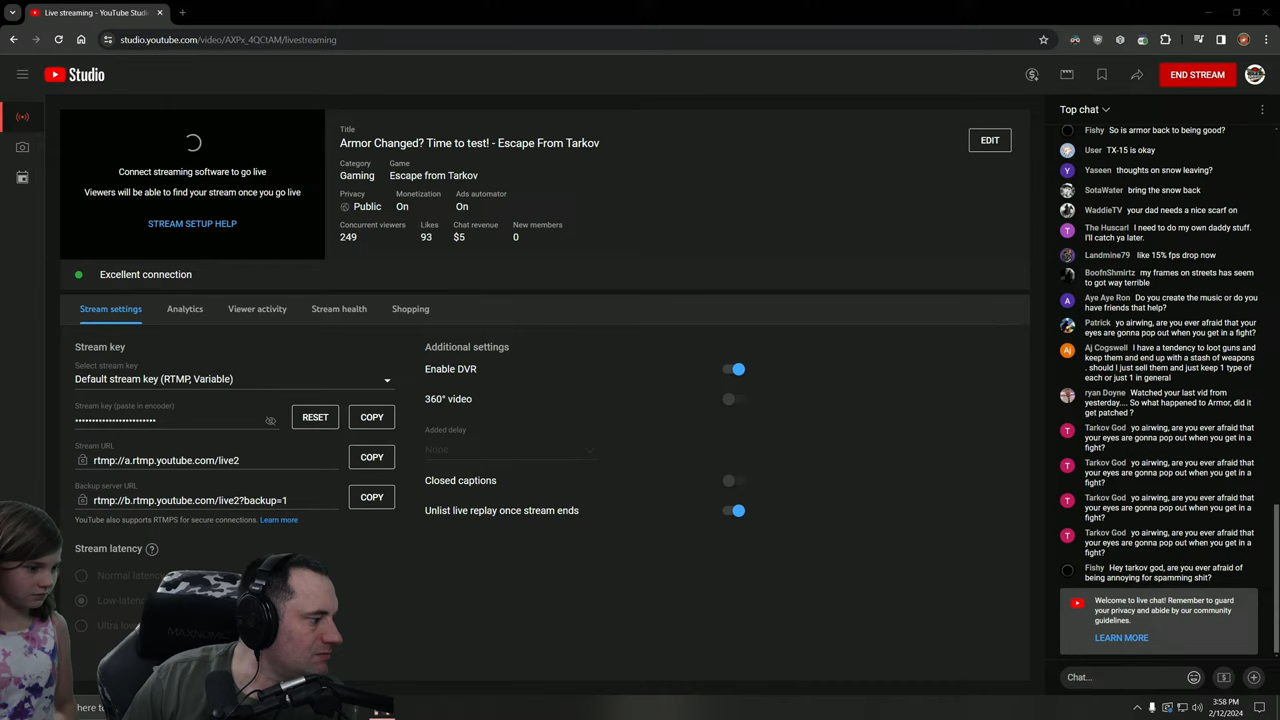 Live streaming - YouTube Studi
studio.youtube.com/video/AXPx_4QCtAM/livestreaming
Studio
END STREAM
Connect streaming software to go live
Viewers will be able to find your stream once you go live
STREAM SETUP HELP
Title
Armor Changed? Time to test! - Escape From Tarkov
EDIT
Category Game
Gaming Escape from Tarkov
Privacy Monetization Ads automator
Public On On
Concurrent viewers Likes Chat revenue New members
249 93 $5 0
Excellent connection
Stream settings Analytics Viewer activity Stream health Shopping
Stream key
Select stream key
Default stream key (RTMP, Variable)
Stream key (paste in encoder)
••••••••••••••••••••••••
RESET COPY
Stream URL
rtmp://a.rtmp.youtube.com/live2
COPY
Backup server URL
rtmp://b.rtmp.youtube.com/live2?backup=1
COPY
YouTube also supports RTMPS for secure connections. Learn more
Stream latency ?
Normal latency
Low-latency
Ultra low
MAXNOMIC
here to
Additional settings
Enable DVR
360° video
Added delay
None
Closed captions
Unlist live replay once stream ends
Top chat
Fishy So is armor back to being good?
User TX-15 is okay
Y Yaseen thoughts on snow leaving?
SotaWater bring the snow back
WaddieTV your dad needs a nice scarf on
T The Huscarl I need to do my own daddy stuff.
I'll catch ya later.
Landmine79 like 15% fps drop now
BoofnShmirtz my frames on streets has seem
to got way terrible
A Aye Aye Ron Do you create the music or do you
have friends that help?
Patrick yo airwing, are you ever afraid that your
eyes are gonna pop out when you get in a fight?
Aj Aj Cogswell I have a tendency to loot guns and
keep them and end up with a stash of weapons
. should I just sell them and just keep 1 type of
each or just 1 in general
ryan Doyne Watched your last vid from
yesterday.... So what happened to Armor, did it
get patched ?
T Tarkov God yo airwing, are you ever afraid that
your eyes are gonna pop out when you get in a
fight?
T Tarkov God yo airwing, are you ever afraid that
your eyes are gonna pop out when you get in a
fight?
T Tarkov God yo airwing, are you ever afraid that
your eyes are gonna pop out when you get in a
fight?
T Tarkov God yo airwing, are you ever afraid that
your eyes are gonna pop out when you get in a
fight?
Fishy Hey tarkov god, are you ever afraid of
being annoying for spamming shit?
Welcome to live chat! Remember to guard
your privacy and abide by our community
guidelines.
LEARN MORE
Chat...
3:58 PM
2/12/2024